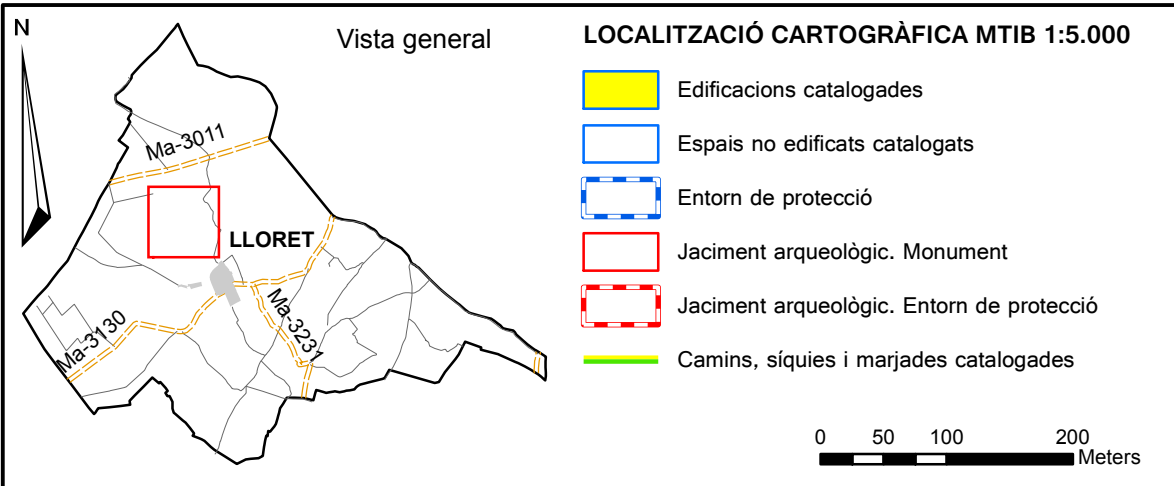 N
Vista general
Ma-3011
LLORET
Ma-3130
Ma-3231
LOCALITZACIÓ CARTOGRÀFICA MTIB 1:5.000
Edificacions catalogades
Espais no edificats catalogats
Entorn de protecció
Jaciment arqueològic. Monument
Jaciment arqueològic. Entorn de protecció
Camins, síquies i marjades catalogades
0 50 100 200
Meters